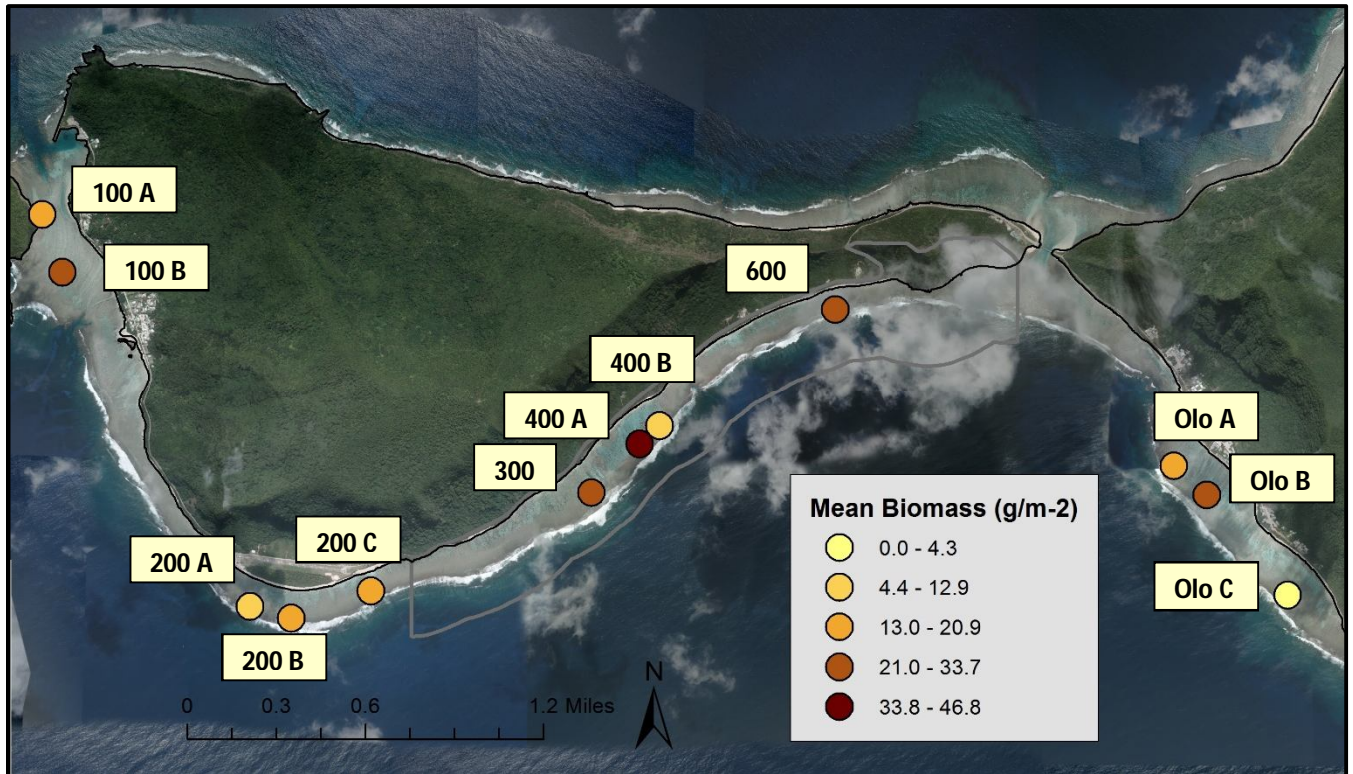 100 A
100 B
600
400 B
400 A
300
Olo A
Olo B
Olo C
200 C
200 A
200 B
Mean Biomass (g/m-2)
0.0 - 4.3
4.4 - 12.9
13.0 - 20.9
21.0 - 33.7
33.8 - 46.8
N
0 0.3 0.6 1.2 Miles